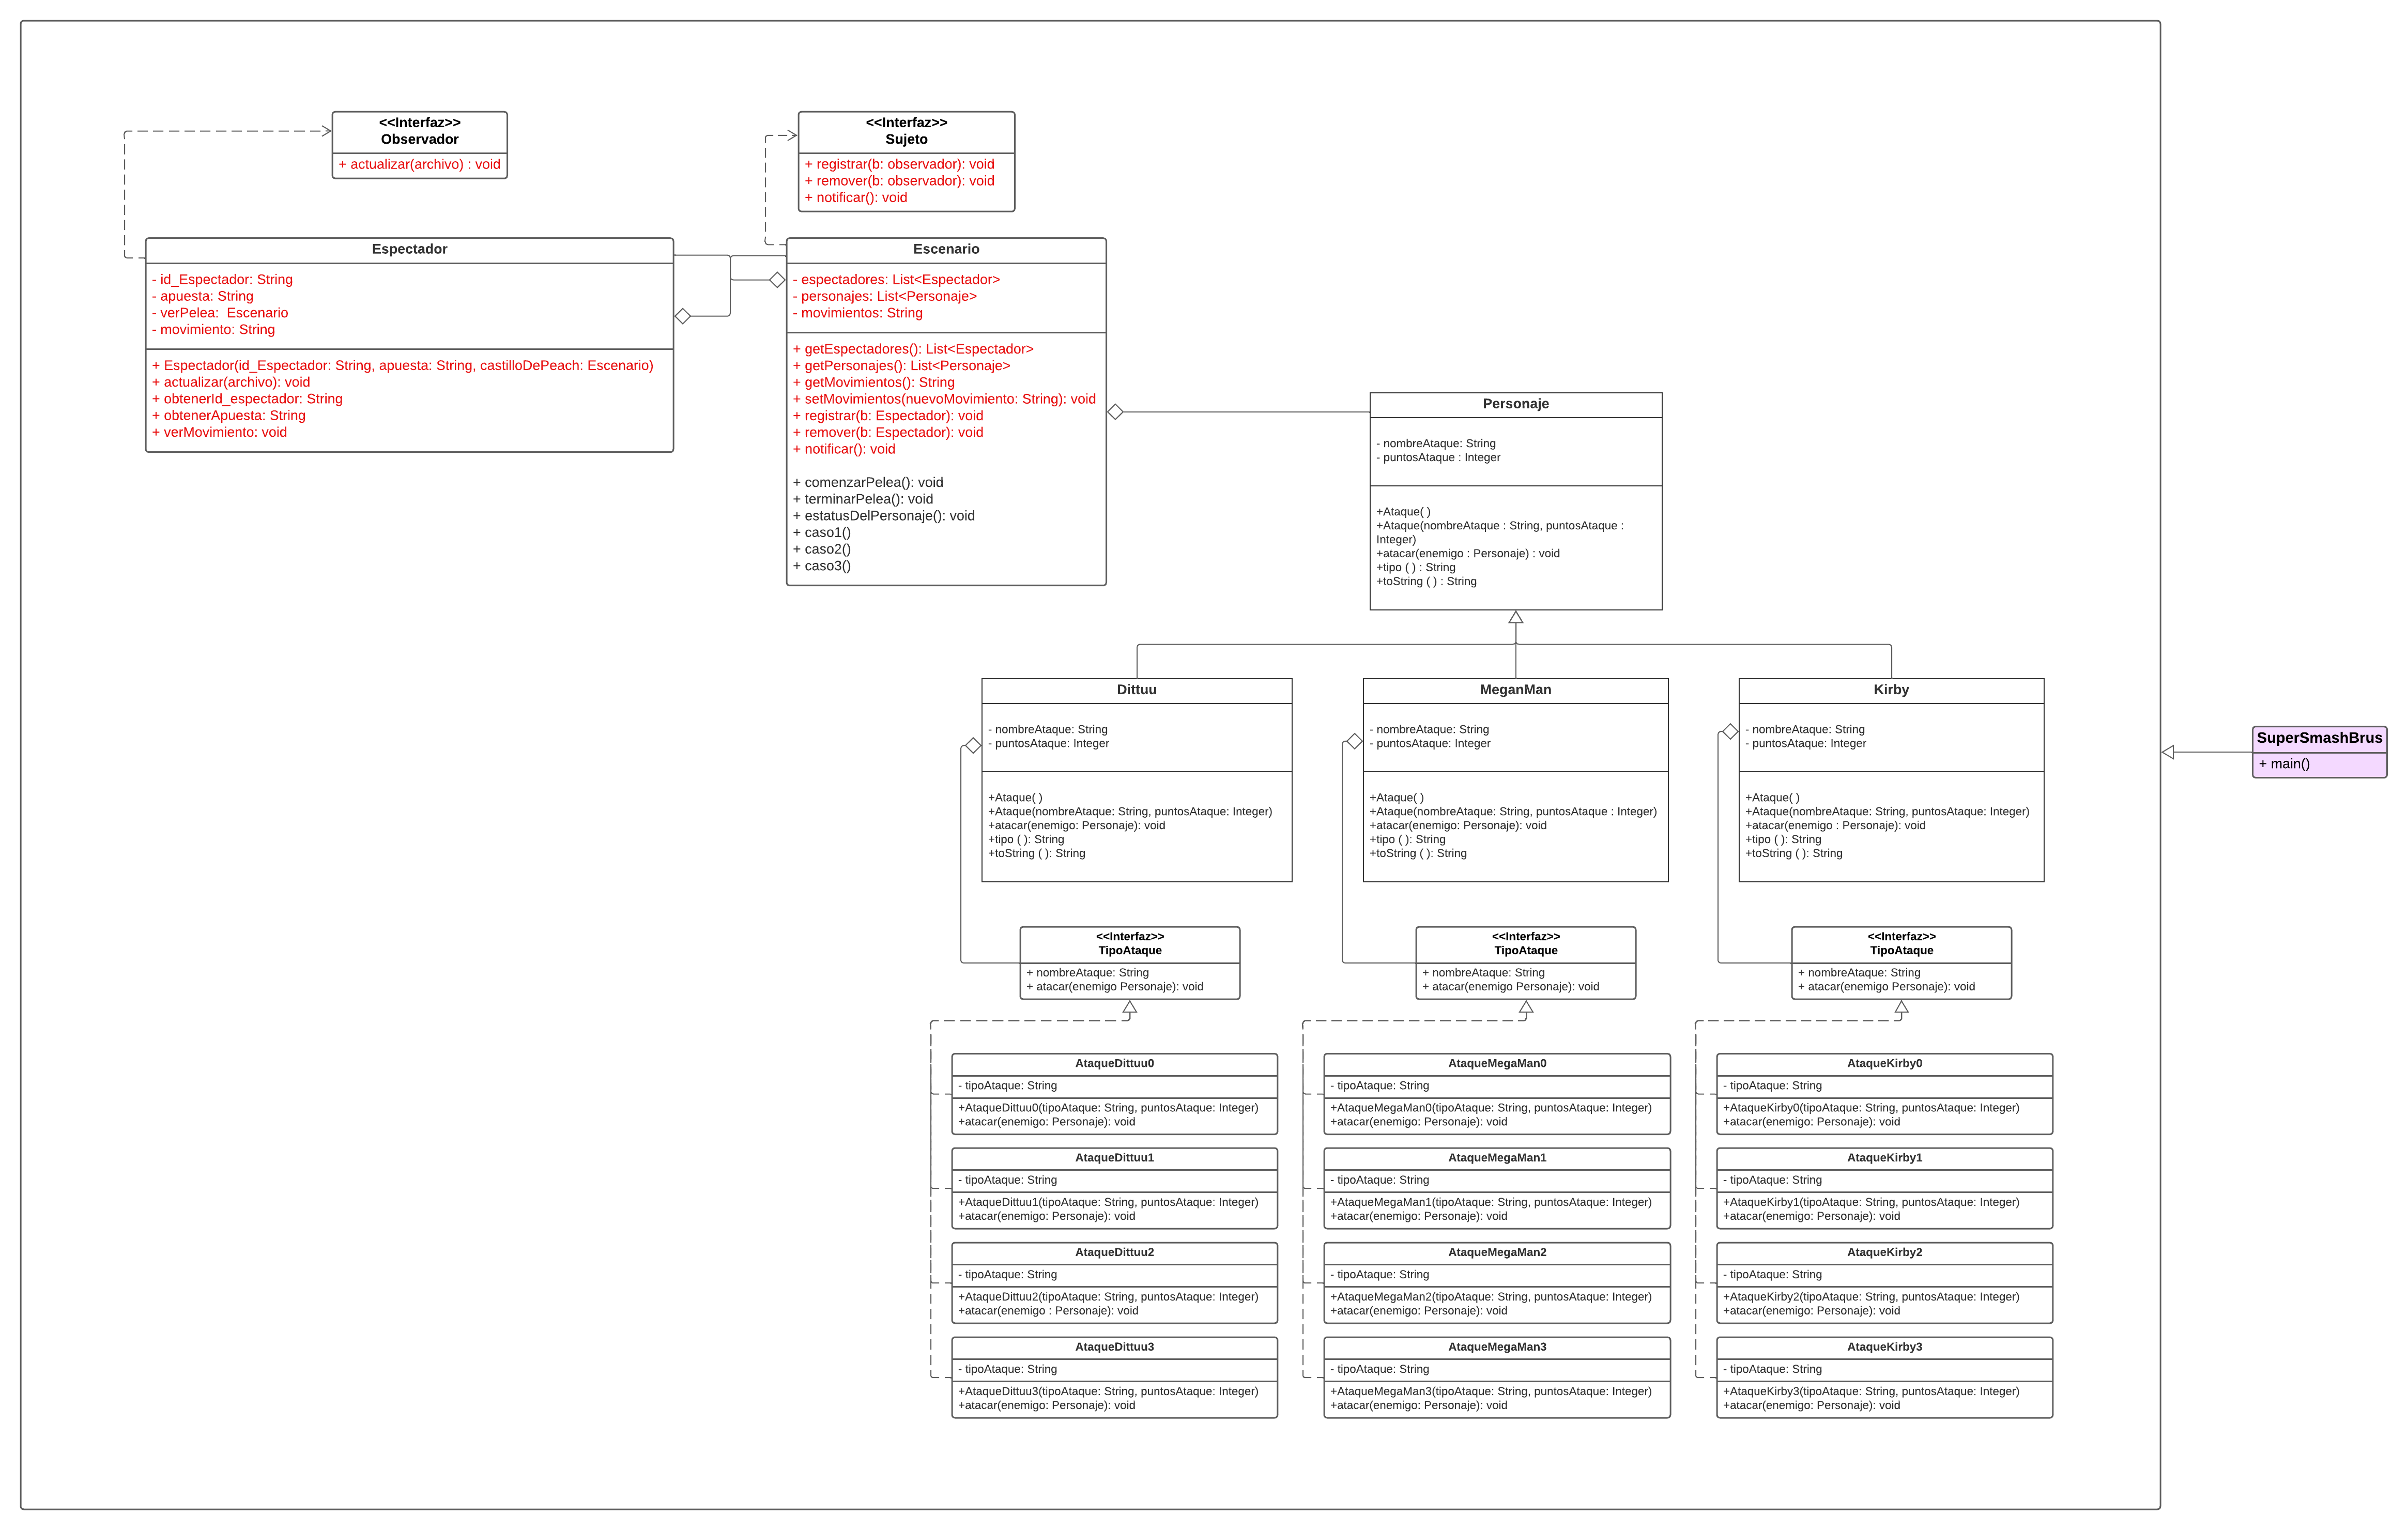 <<Interfaz>>
Observador
+ actualizar(archivo) : void
<<Interfaz>>
Sujeto
+ registrar(b: observador): void
+ remover(b: observador): void
+ notificar(): void
Espectador
- id_Espectador: String
- apuesta: String
- verPelea:  Escenario
- movimiento: String
+ Espectador(id_Espectador: String, apuesta: String, castilloDePeach: Escenario)
+ actualizar(archivo): void
+ obtenerId_espectador: String
+ obtenerApuesta: String
+ verMovimiento: void
Escenario
- espectadores: List<Espectador>
- personajes: List<Personaje>
- movimientos: String
+ getEspectadores(): List<Espectador>
+ getPersonajes(): List<Personaje>
+ getMovimientos(): String
+ setMovimientos(nuevoMovimiento: String): void
+ registrar(b: Espectador): void
+ remover(b: Espectador): void
+ notificar(): void
+ comenzarPelea(): void
+ terminarPelea(): void
+ estatusDelPersonaje(): void
+ caso1()
+ caso2()
+ caso3()
Personaje
- nombreAtaque: String
- puntosAtaque : Integer
+Ataque( )
+Ataque(nombreAtaque : String, puntosAtaque :
Integer)
+atacar(enemigo : Personaje) : void
+tipo ( ) : String
+toString ( ) : String
Dittuu
- nombreAtaque: String
- puntosAtaque: Integer
+Ataque( )
+Ataque(nombreAtaque: String, puntosAtaque: Integer)
+atacar(enemigo: Personaje): void
+tipo ( ): String
+toString ( ): String
MeganMan
- nombreAtaque: String
- puntosAtaque: Integer
+Ataque( )
+Ataque(nombreAtaque: String, puntosAtaque : Integer)
+atacar(enemigo: Personaje): void
+tipo ( ): String
+toString ( ): String
Kirby
- nombreAtaque: String
- puntosAtaque: Integer
+Ataque( )
+Ataque(nombreAtaque: String, puntosAtaque: Integer)
+atacar(enemigo : Personaje): void
+tipo ( ): String
+toString ( ): String
SuperSmashBrus
+ main()
<<Interfaz>>
TipoAtaque
+ nombreAtaque: String
+ atacar(enemigo Personaje): void
<<Interfaz>>
TipoAtaque
+ nombreAtaque: String
+ atacar(enemigo Personaje): void
<<Interfaz>>
TipoAtaque
+ nombreAtaque: String
+ atacar(enemigo Personaje): void
AtaqueDittuu0
- tipoAtaque: String
+AtaqueDittuu0(tipoAtaque: String, puntosAtaque: Integer)
+atacar(enemigo: Personaje): void
AtaqueMegaMan0
- tipoAtaque: String
+AtaqueMegaMan0(tipoAtaque: String, puntosAtaque: Integer)
+atacar(enemigo: Personaje): void
AtaqueKirby0
- tipoAtaque: String
+AtaqueKirby0(tipoAtaque: String, puntosAtaque: Integer)
+atacar(enemigo: Personaje): void
AtaqueDittuu1
- tipoAtaque: String
+AtaqueDittuu1(tipoAtaque: String, puntosAtaque: Integer)
+atacar(enemigo: Personaje): void
AtaqueMegaMan1
- tipoAtaque: String
+AtaqueMegaMan1(tipoAtaque: String, puntosAtaque: Integer)
+atacar(enemigo: Personaje): void
AtaqueKirby1
- tipoAtaque: String
+AtaqueKirby1(tipoAtaque: String, puntosAtaque: Integer)
+atacar(enemigo: Personaje): void
AtaqueDittuu2
- tipoAtaque: String
+AtaqueDittuu2(tipoAtaque: String, puntosAtaque: Integer)
+atacar(enemigo : Personaje): void
AtaqueMegaMan2
- tipoAtaque: String
+AtaqueMegaMan2(tipoAtaque: String, puntosAtaque: Integer)
+atacar(enemigo: Personaje): void
AtaqueKirby2
- tipoAtaque: String
+AtaqueKirby2(tipoAtaque: String, puntosAtaque: Integer)
+atacar(enemigo: Personaje): void
AtaqueDittuu3
- tipoAtaque: String
+AtaqueDittuu3(tipoAtaque: String, puntosAtaque: Integer)
+atacar(enemigo: Personaje): void
AtaqueMegaMan3
- tipoAtaque: String
+AtaqueMegaMan3(tipoAtaque: String, puntosAtaque: Integer)
+atacar(enemigo: Personaje): void
AtaqueKirby3
- tipoAtaque: String
+AtaqueKirby3(tipoAtaque: String, puntosAtaque: Integer)
+atacar(enemigo: Personaje): void